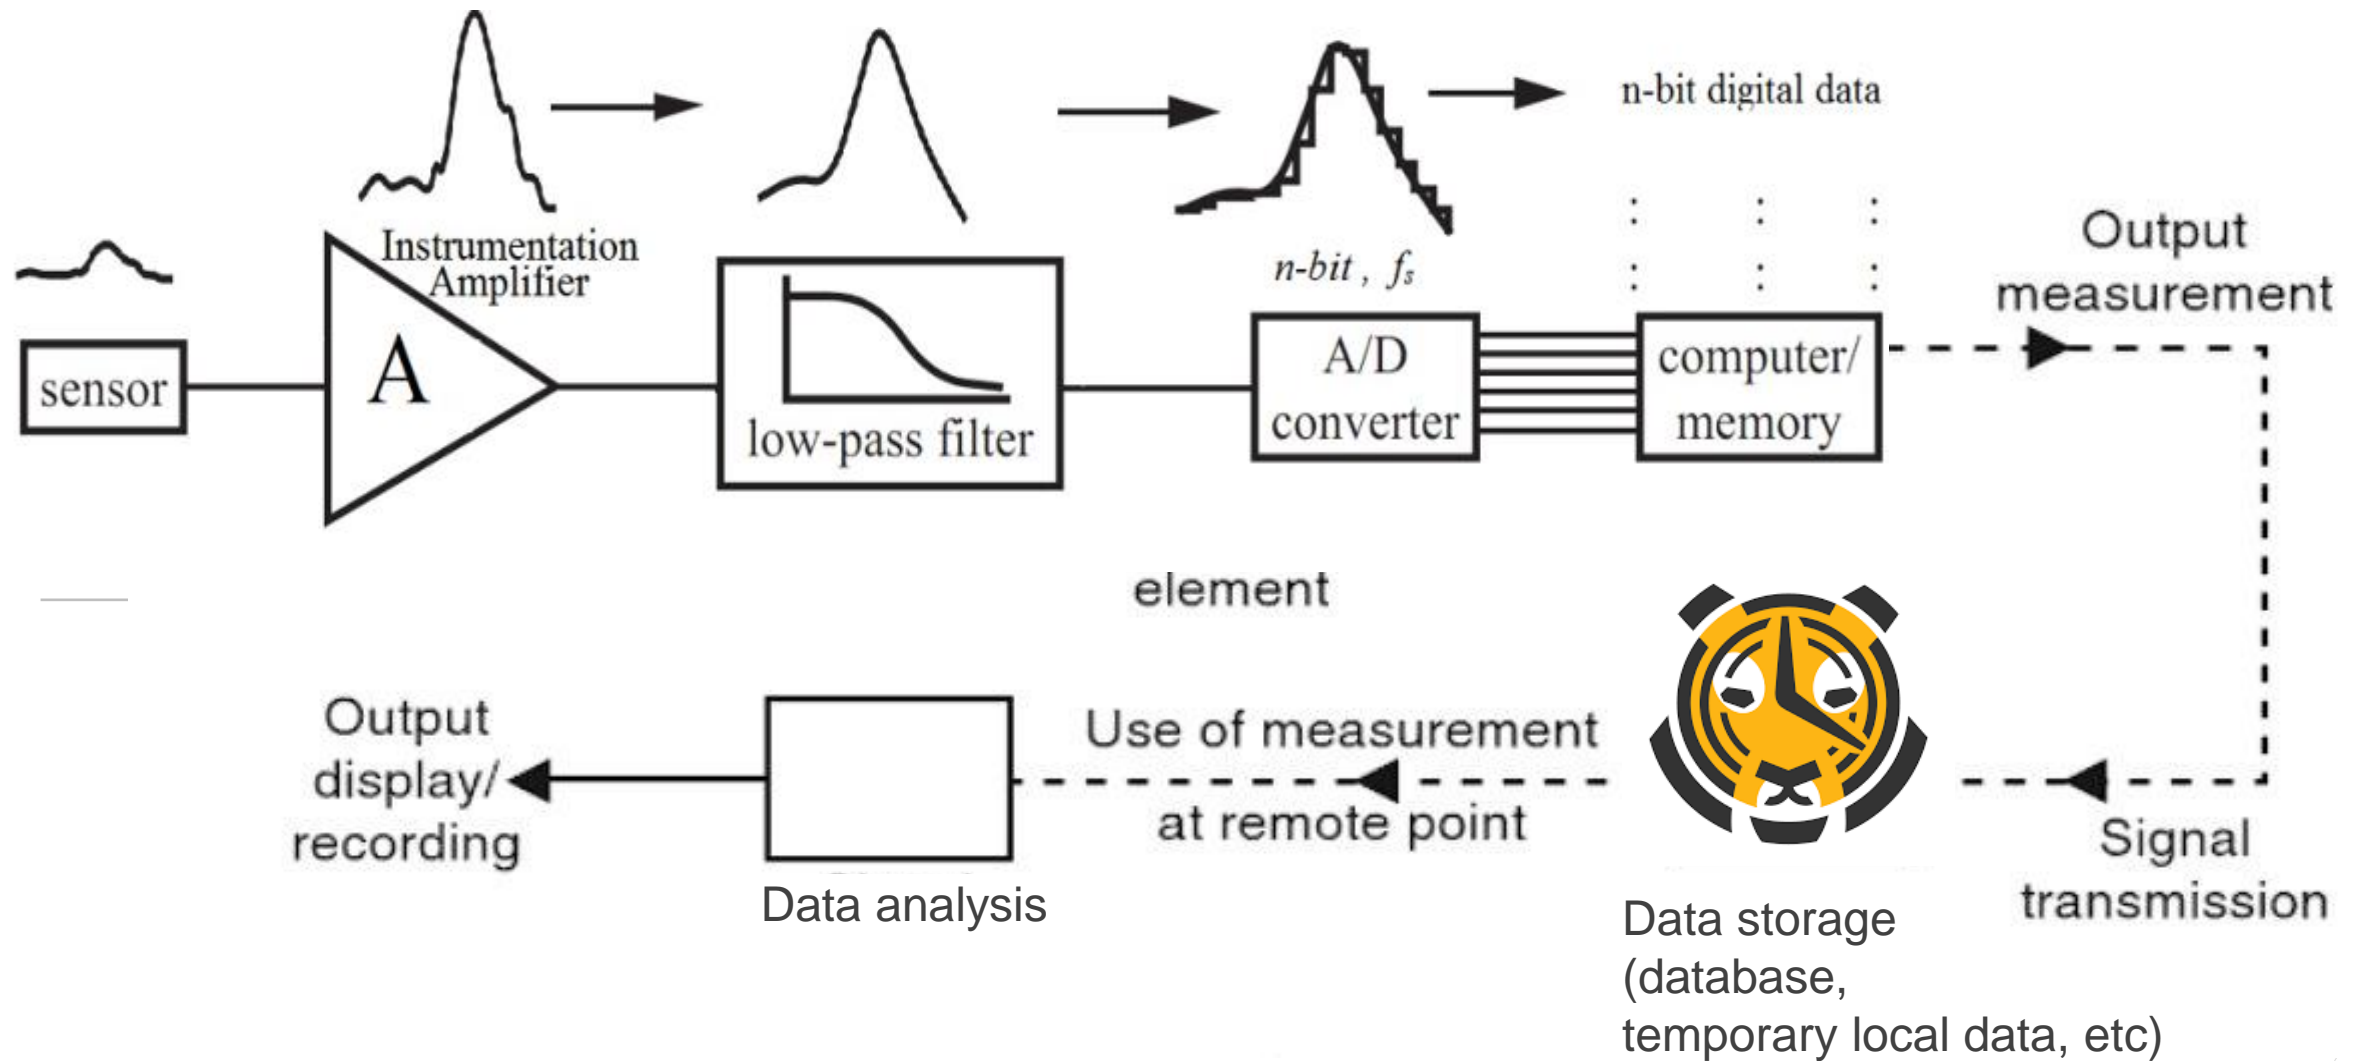 n-bit digital data
Instrumentation
Amplifier
n-bit , fs
Output
measurement
sensor
A
low-pass filter
A/D
converter
computer/
memory
element
Output
display/
recording
Use of measurement
at remote point
Signal
transmission
Data analysis
Data storage
(database,
temporary local data, etc)